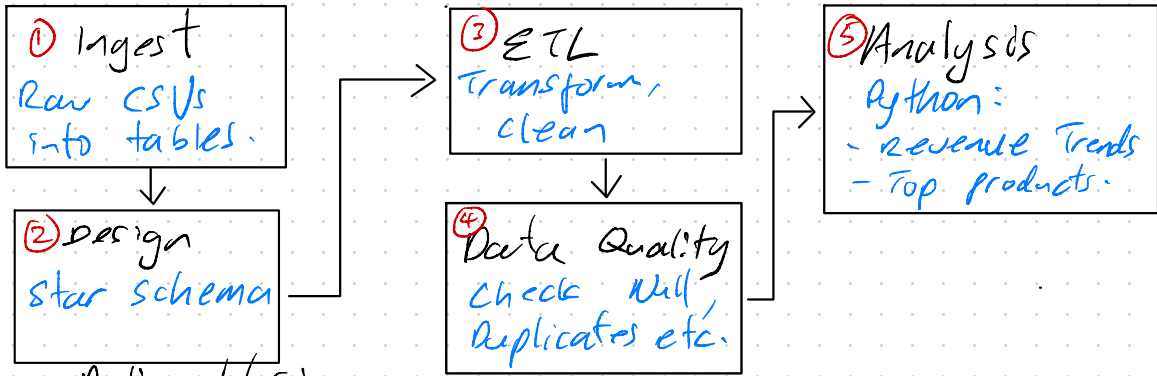 ① Ingest
Raw CSVs
into tables.
② Design
Star schema
③ ETL
Transform,
clean
④ Data Quality
Check Null,
Duplicates etc.
⑤ Analysis
Python:
- Revenue Trends
- Top products.